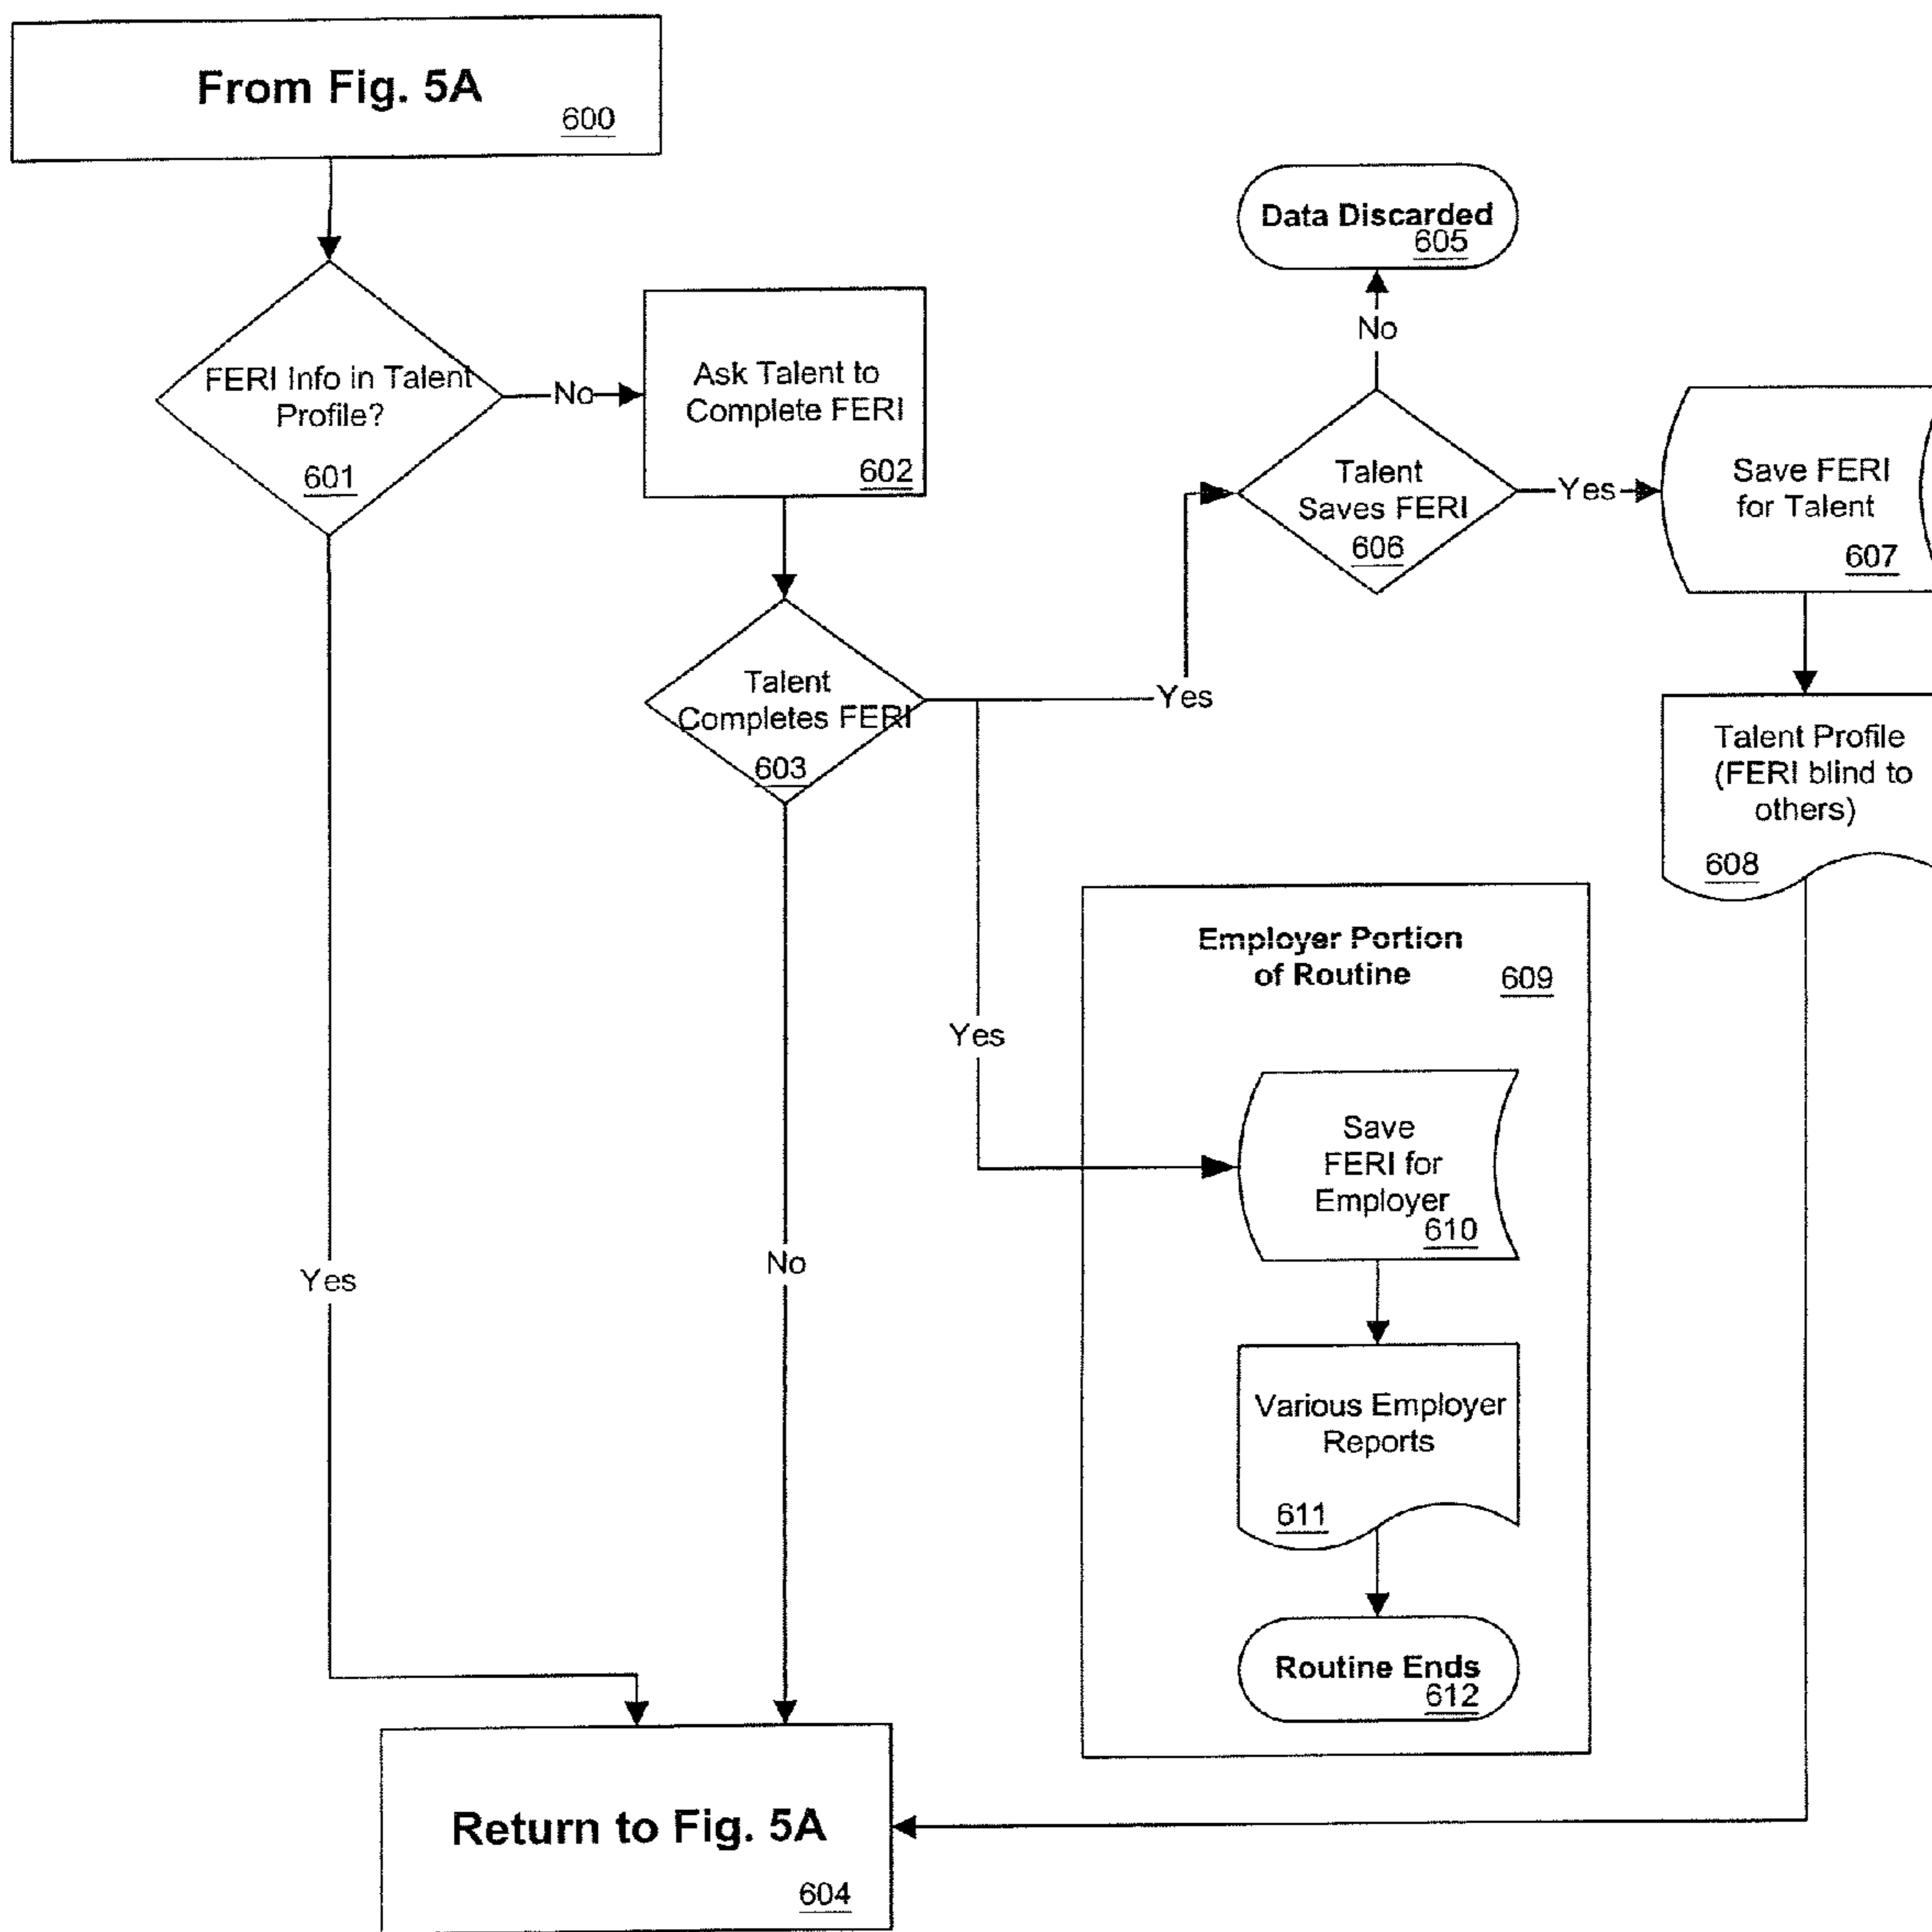 From Fig. 5A
600
FERI Info in Talent
Profile?
601
No
Ask Talent to
Complete FERI
602
Talent
Completes FERI
603
Yes
Data Discarded
605
No
Talent
Saves FERI
606
Yes
Save FERI
for Talent
607
Talent Profile
(FERI blind to
others)
608
Employer Portion
of Routine
609
Yes
Save
FERI for
Employer
610
Various Employer
Reports
611
Routine Ends
612
Yes
No
Return to Fig. 5A
604